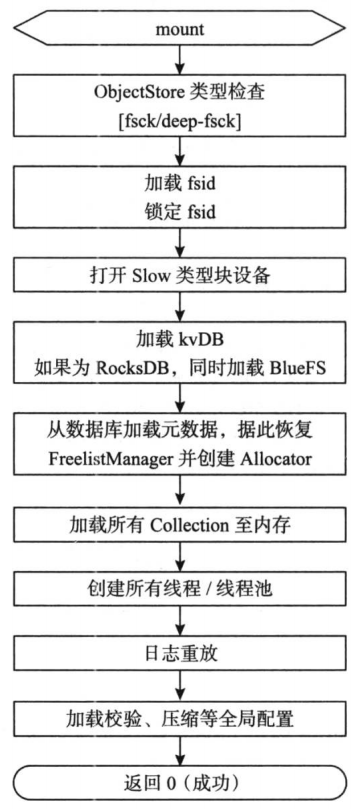 mount
ObjectStore 类型检查
[fsck/deep-fsck]
加载 fsid
锁定 fsid
打开 Slow 类型块设备
加载 kvDB
如果为 RocksDB，同时加载 BlueFS
从数据库加载元数据，据此恢复
FreelistManager 并创建 Allocator
加载所有 Collection 至内存
创建所有线程 / 线程池
日志重放
加载校验、压缩等全局配置
返回 0（成功）